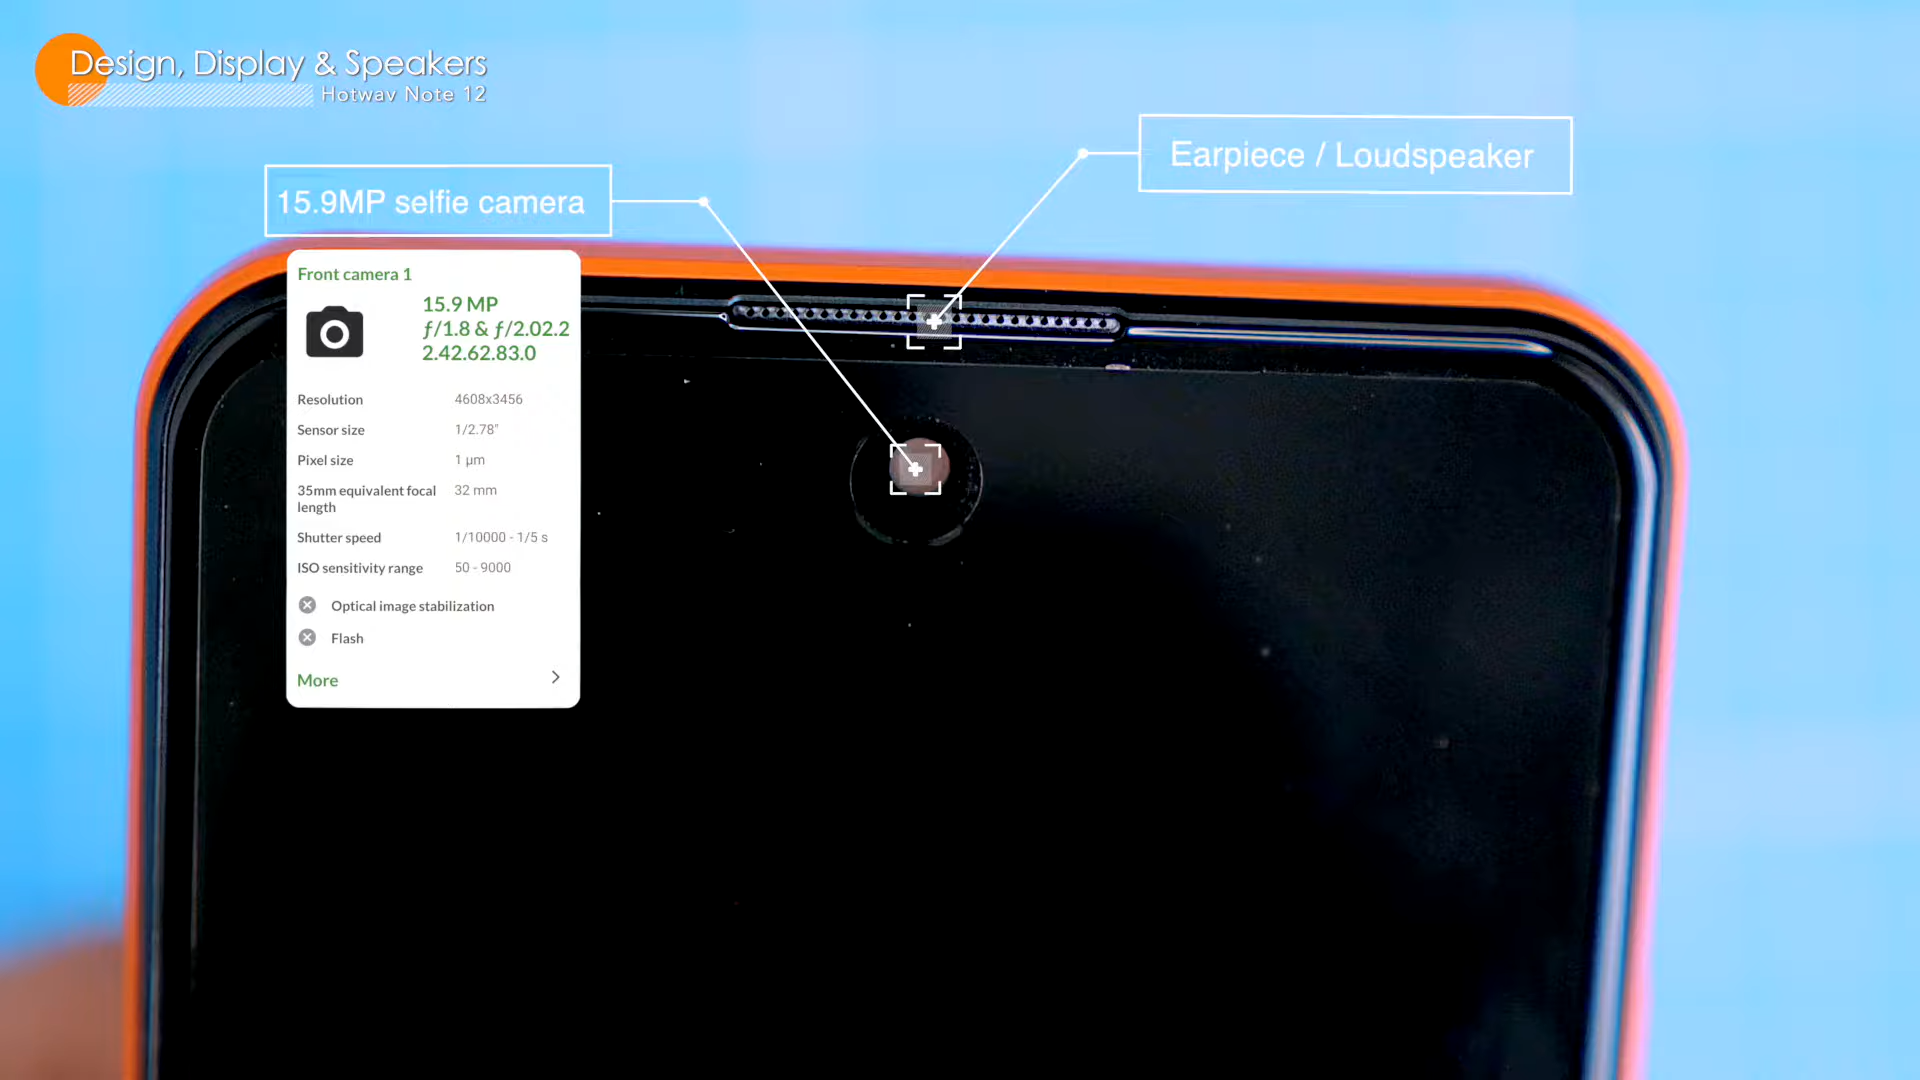 Design, Display & Speakers
Hotwav Note 12
Earpiece / Loudspeaker
15.9MP selfie camera
Front camera 1
15.9 MP
ƒ/1.8 & ƒ/2.02.2
2.42.62.83.0
Resolution 4608x3456
Sensor size 1/2.78"
Pixel size 1 µm
35mm equivalent focal length 32 mm
Shutter speed 1/10000 - 1/5 s
ISO sensitivity range 50 - 9000
Optical image stabilization
Flash
More